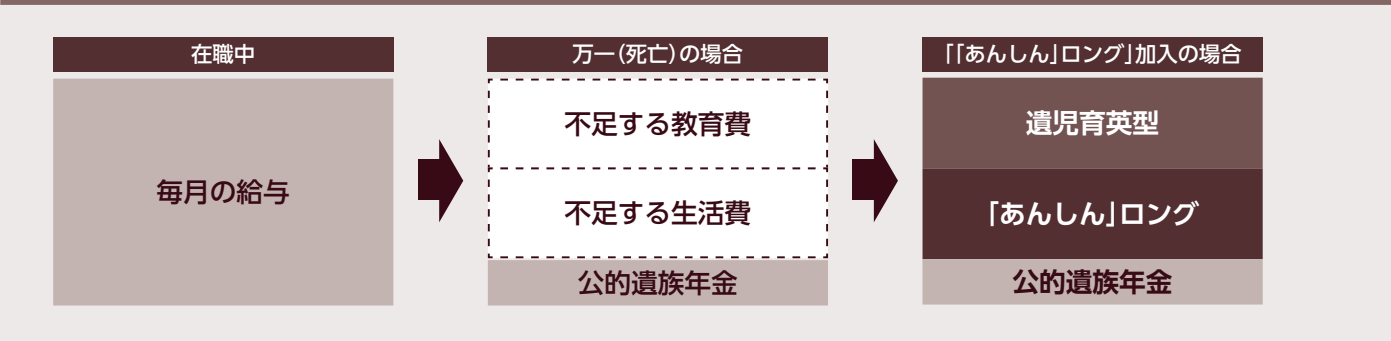 在職中
毎月の給与
万一(死亡)の場合
不足する教育費
不足する生活費
公的遺族年金
「「あんしん」ロング」加入の場合
遺児育英型
「あんしん」ロング
公的遺族年金